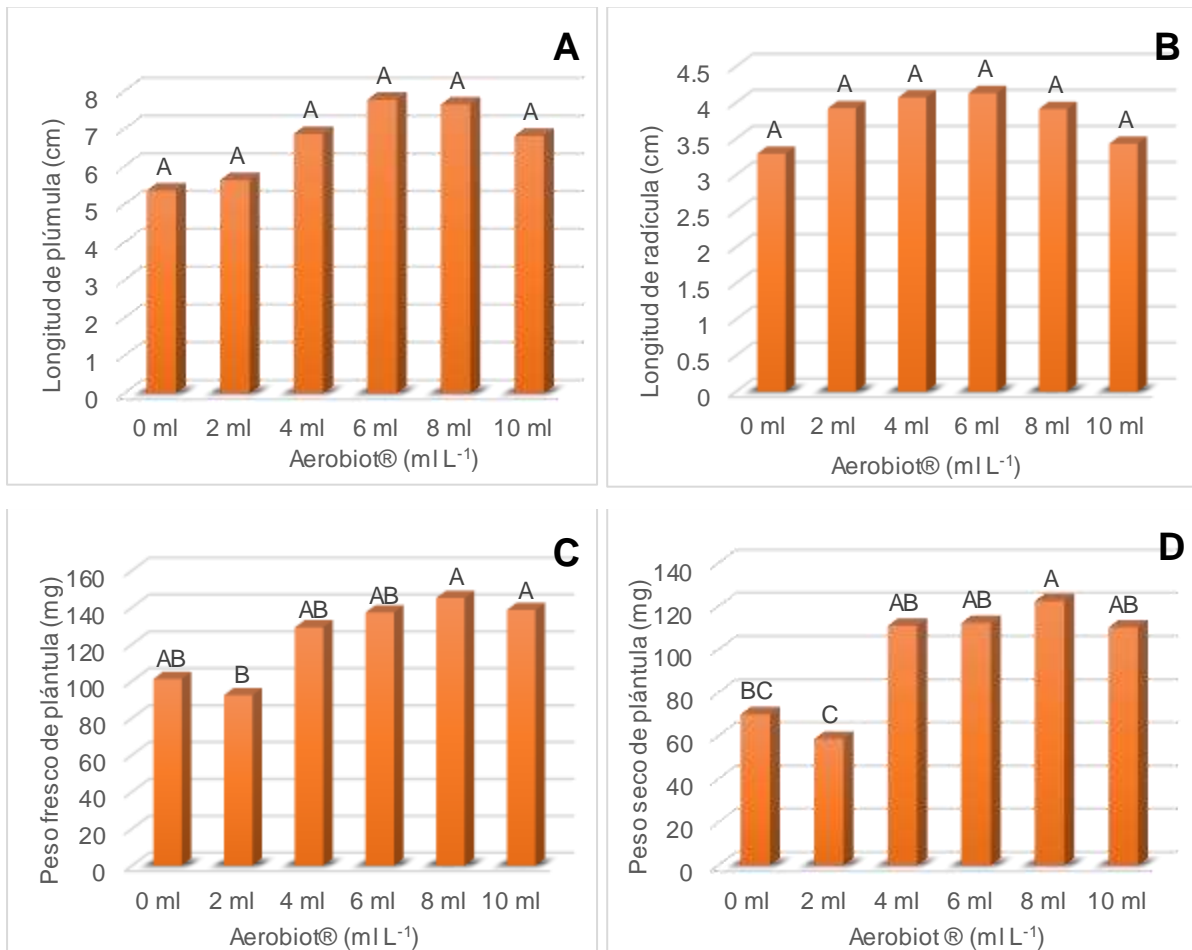 A
Longitud de plúmula (cm)
8
7
6
5
4
3
2
1
0
A
A
A
A
A
A
0 ml 2 ml 4 ml 6 ml 8 ml 10 ml
Aerobiot® (ml L⁻¹)
B
Longitud de radícula (cm)
4.5
4
3.5
3
2.5
2
1.5
1
0.5
0
A
A
A
A
A
A
0 ml 2 ml 4 ml 6 ml 8 ml 10 ml
Aerobiot® (ml L⁻¹)
C
Peso fresco de plántula (mg)
160
140
120
100
80
60
40
20
0
AB
B
AB
AB
A
A
0 ml 2 ml 4 ml 6 ml 8 ml 10 ml
Aerobiot® (ml L⁻¹)
D
Peso seco de plántula (mg)
140
120
100
80
60
40
20
0
BC
C
AB
AB
A
AB
0 ml 2 ml 4 ml 6 ml 8 ml 10 ml
Aerobiot ® (ml L⁻¹)